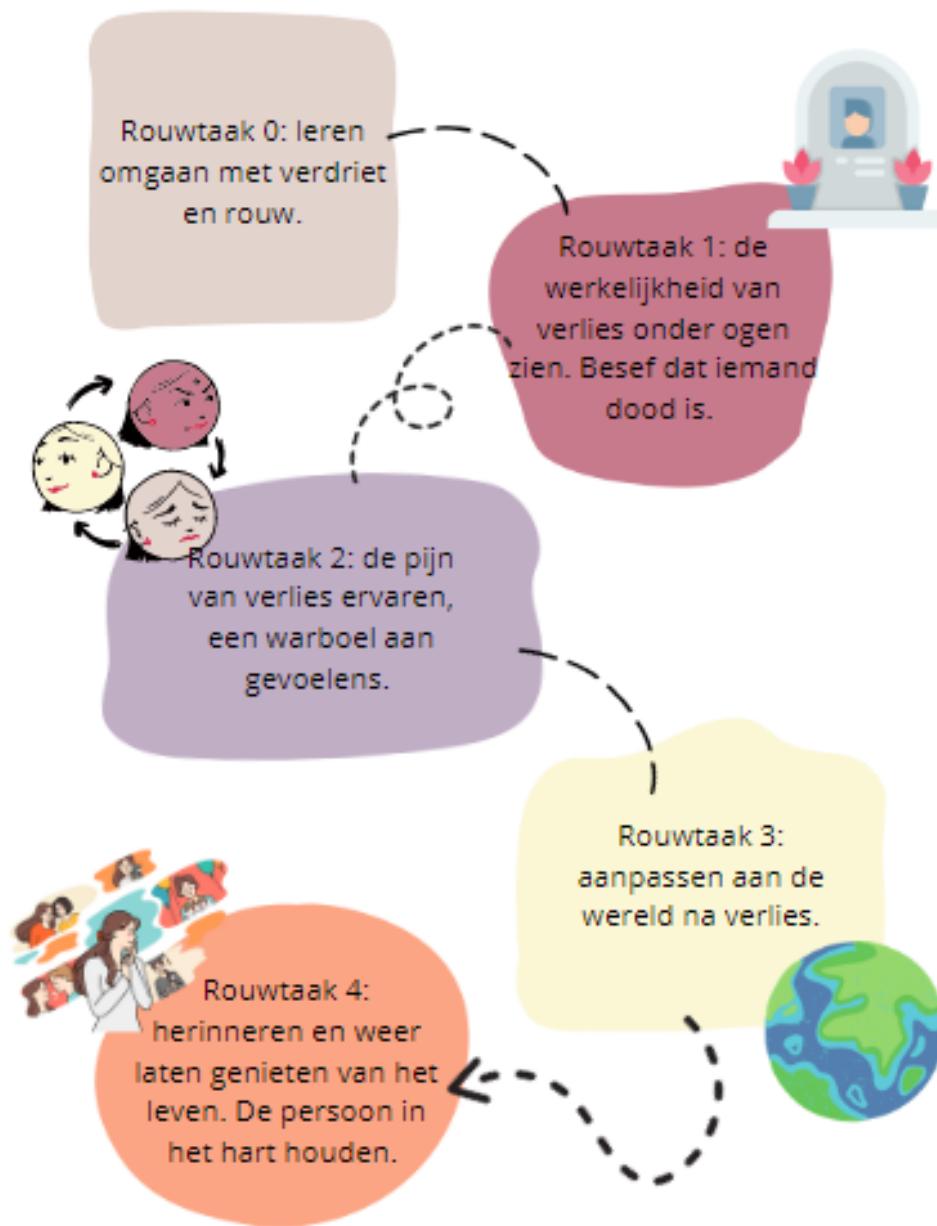 Rouwtaak 0: leren
omgaan met verdriet
en rouw.
Rouwtaak 1: de
werkelijkheid van
verlies onder ogen
zien. Besef dat iemand
dood is.
Rouwtaak 2: de pijn
van verlies ervaren,
een warboel aan
gevoelens.
Rouwtaak 3:
aanpassen aan de
wereld na verlies.
Rouwtaak 4:
herinneren en weer
laten genieten van het
leven. De persoon in
het hart houden.